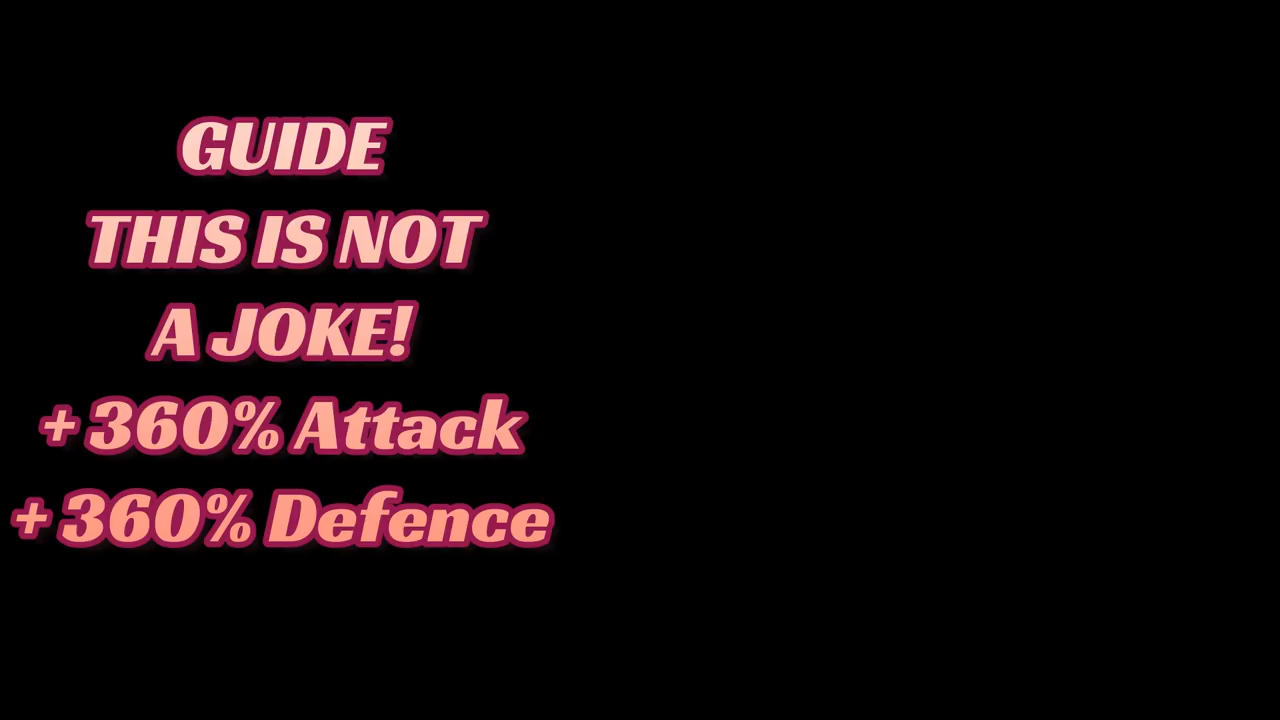 GUIDE
THIS IS NOT
A JOKE!
+ 360% Attack
+ 360% Defence